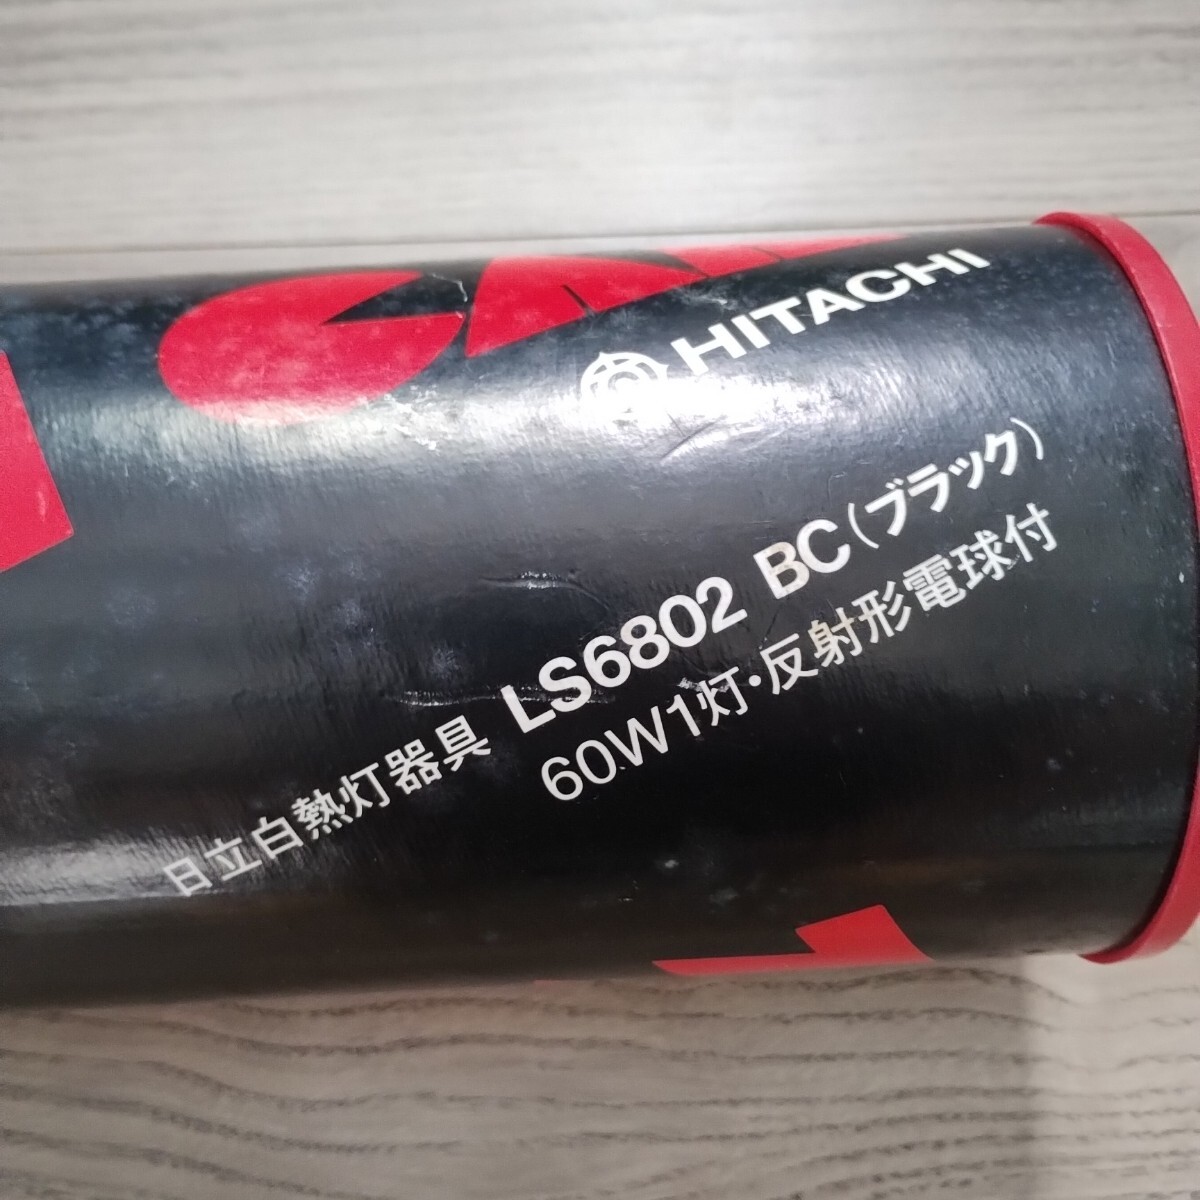 HITACHI
日立白熱灯器具 LS6802 BC(ブラック)
60W1灯・反射形電球付